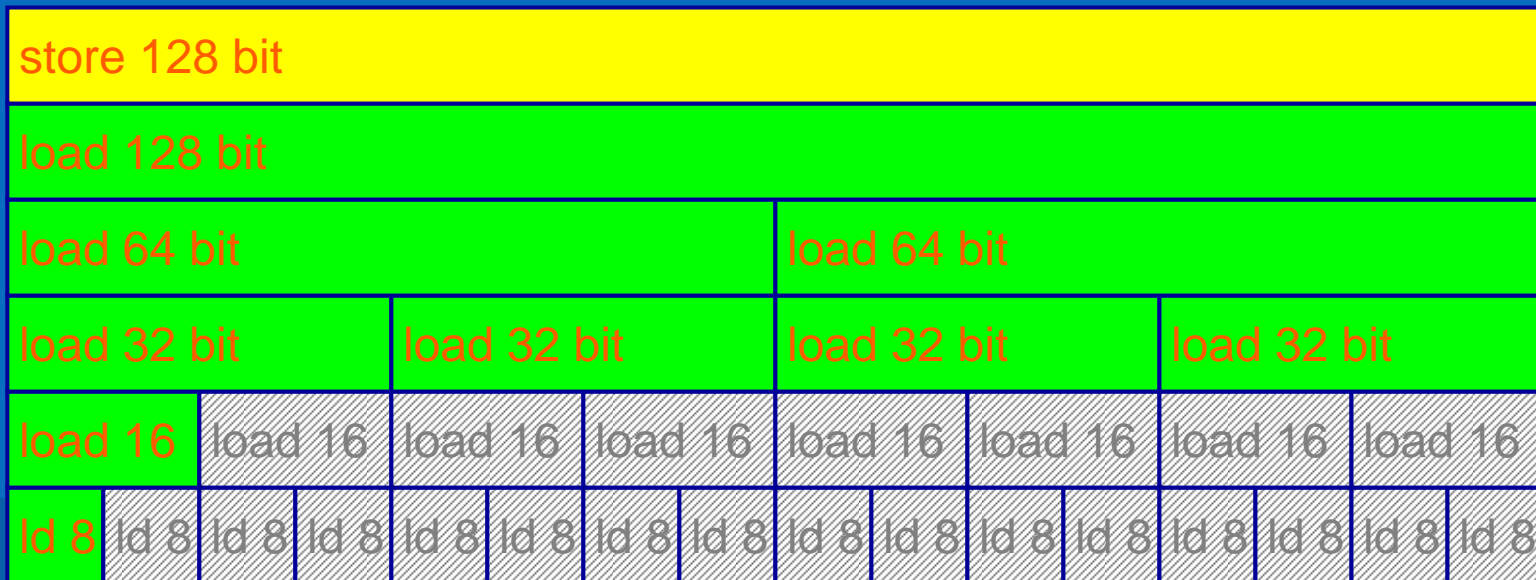 store 128 bit
load 128 bit
load 64 bit load 64 bit
load 32 bit load 32 bit load 32 bit load 32 bit
load 16 load 16 load 16 load 16 load 16 load 16 load 16 load 16
ld 8 ld 8 ld 8 ld 8 ld 8 ld 8 ld 8 ld 8 ld 8 ld 8 ld 8 ld 8 ld 8 ld 8 ld 8 ld 8